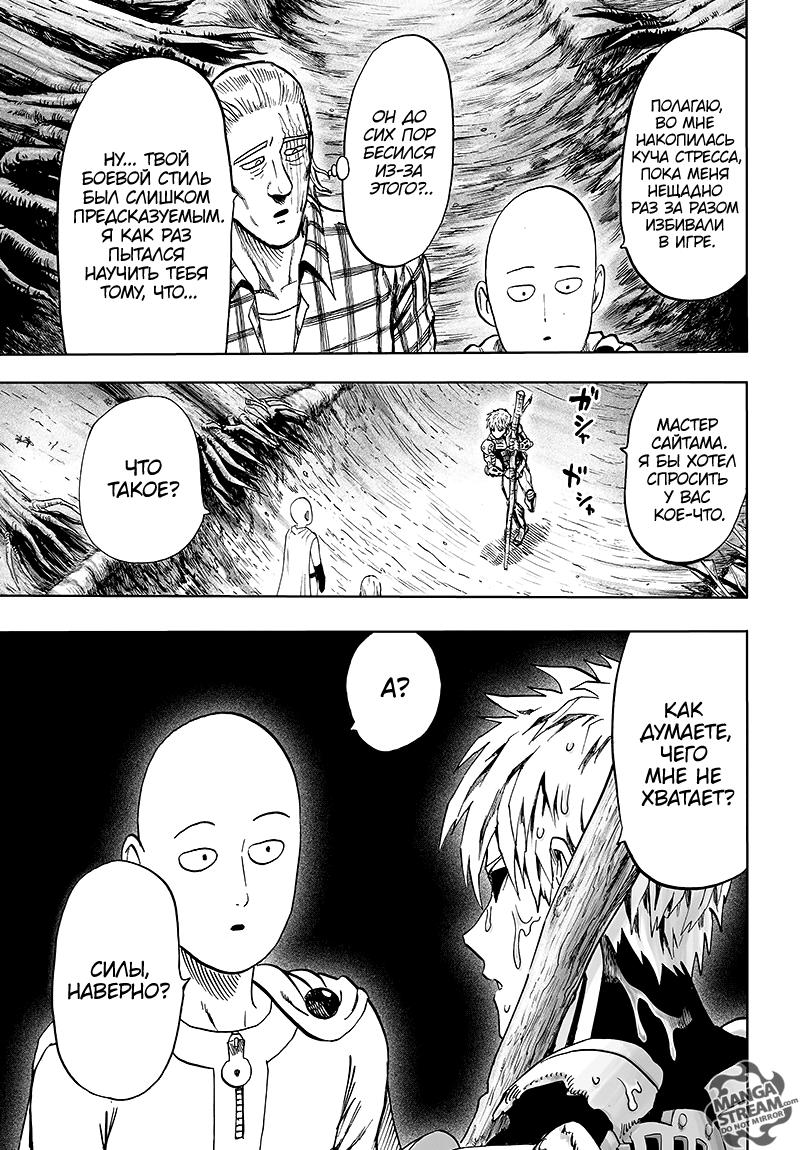 ПОЛАГАЮ,
ВО МНЕ
НАКОПИЛАСЬ
КУЧА СТРЕССА,
ПОКА МЕНЯ
НЕЩАДНО
РАЗ ЗА РАЗОМ
ИЗБИВАЛИ
В ИГРЕ.
ОН ДО
СИХ ПОР
БЕСИЛСЯ
ИЗ-ЗА
ЭТОГО?..
НУ... ТВОЙ
БОЕВОЙ СТИЛЬ
БЫЛ СЛИШКОМ
ПРЕДСКАЗУЕМЫМ.
Я КАК РАЗ
ПЫТАЛСЯ
НАУЧИТЬ ТЕБЯ
ТОМУ, ЧТО...
МАСТЕР
САЙТАМА.
Я БЫ ХОТЕЛ
СПРОСИТЬ
У ВАС
КОЕ-ЧТО.
ガシャ
ガシャ
ЧТО
ТАКОЕ?
КАК
ДУМАЕТЕ,
ЧЕГО
МНЕ НЕ
ХВАТАЕТ?
А?
СИЛЫ,
НАВЕРНО?
MANGA
STREAM.com
DO NOT MIRROR!